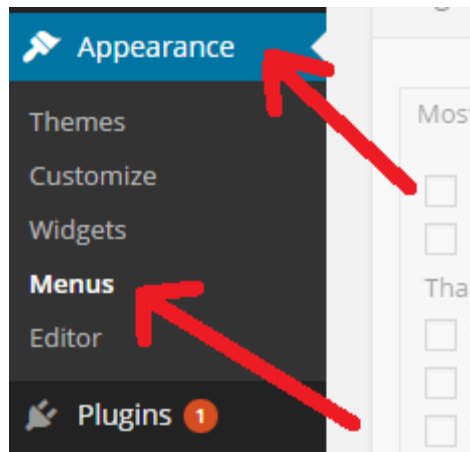 Appearance
Themes
Customize
Widgets
Menus
Editor
Plugins 1